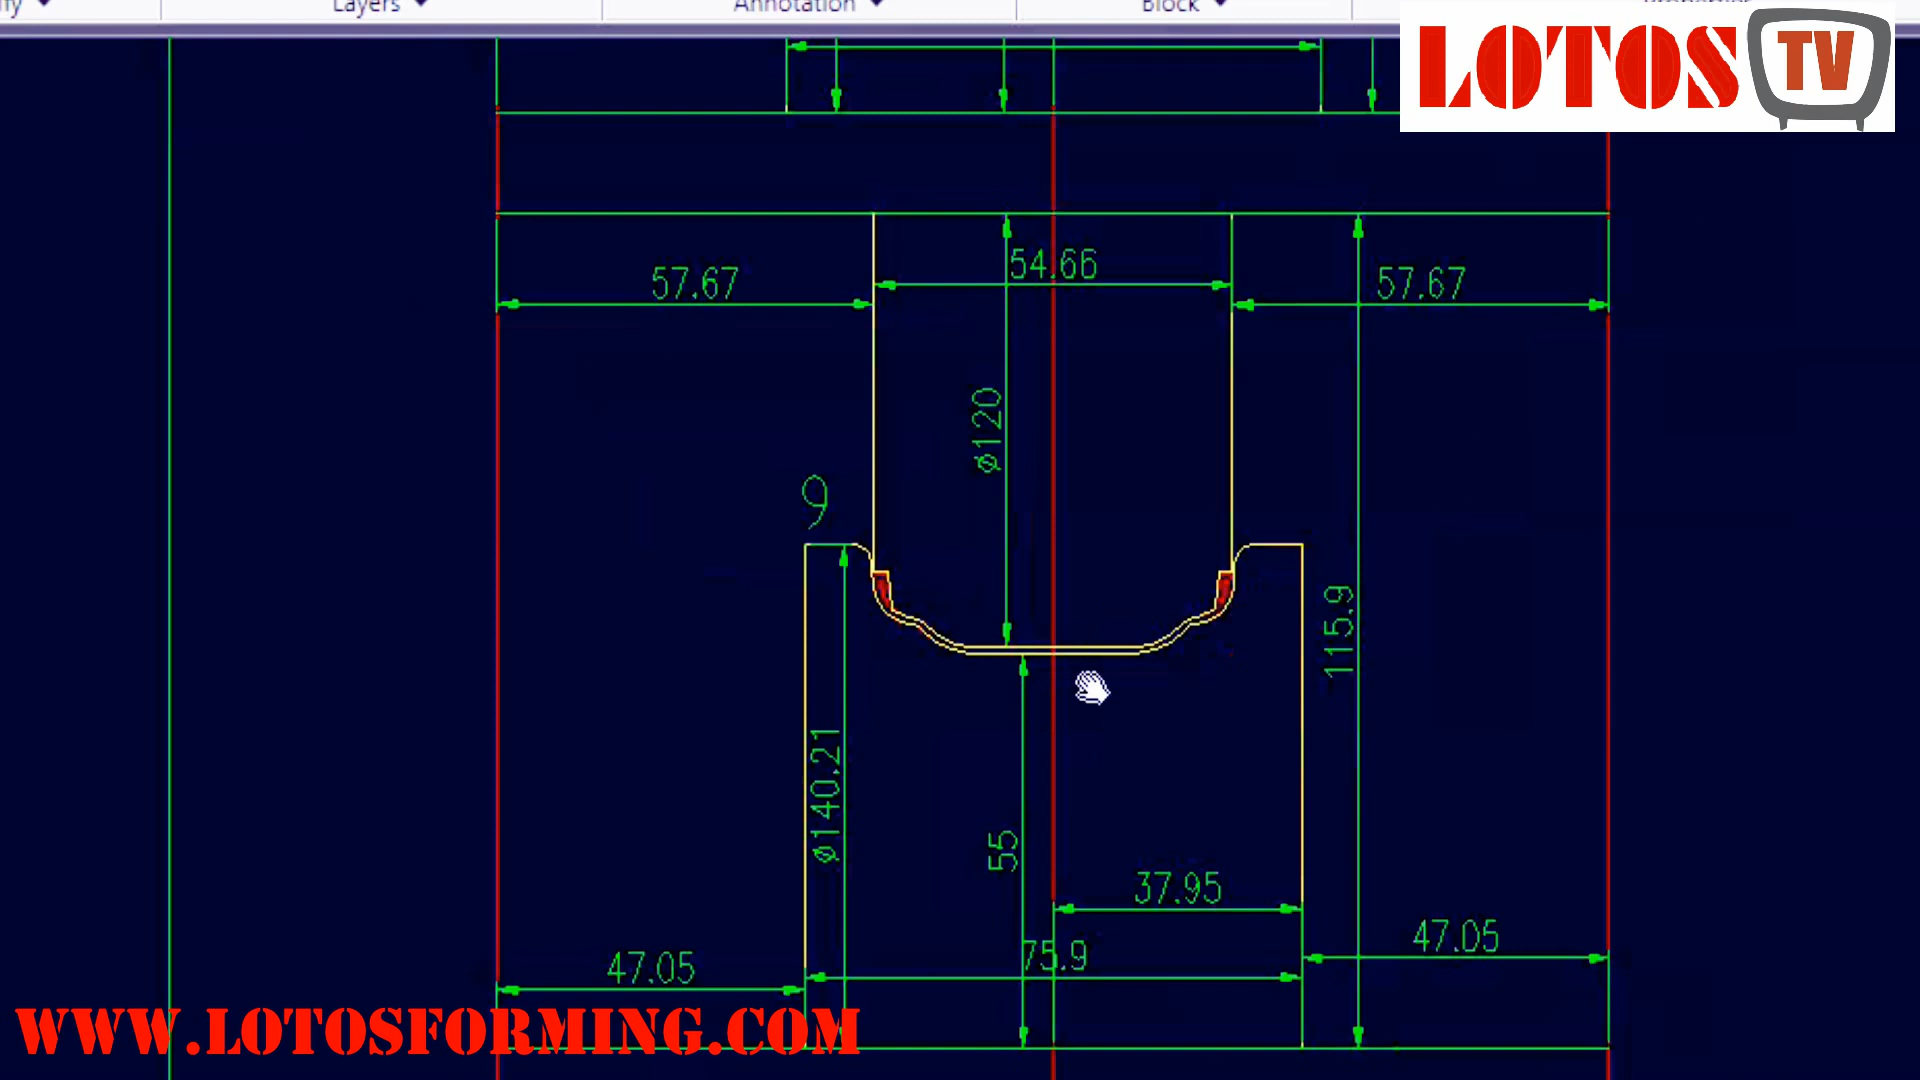 Layers
Annotation
Block
LOTOS TV
57.67
54.66
57.67
ø120
9
115.9
ø140.21
55
37.95
75.9
47.05
47.05
WWW.LOTOSFORMING.COM